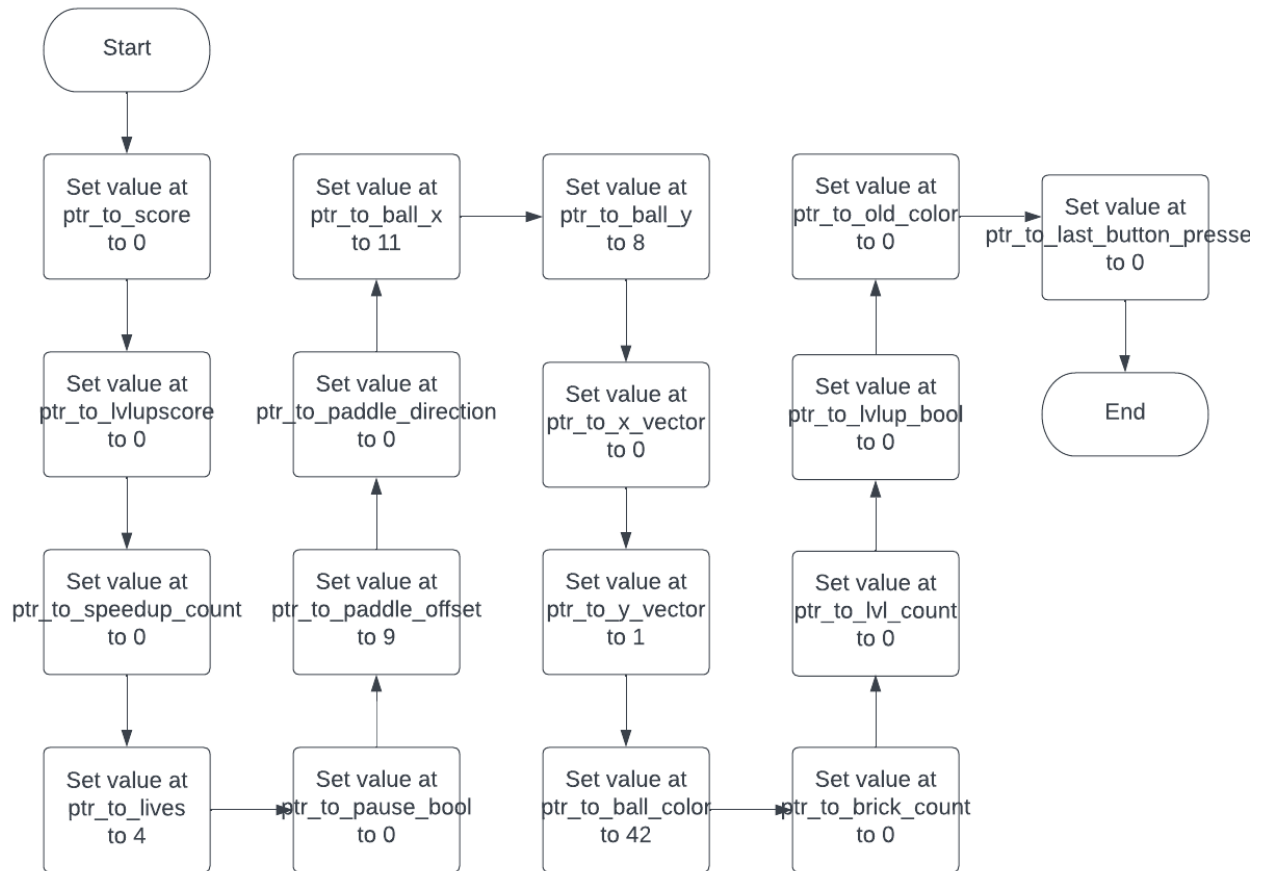 Start
Set value at
ptr_to_score
to 0
Set value at
ptr_to_lvlupscore
to 0
Set value at
ptr_to_speedup_count
to 0
Set value at
ptr_to_lives
to 4
Set value at
ptr_to_pause_bool
to 0
Set value at
ptr_to_paddle_offset
to 9
Set value at
ptr_to_paddle_direction
to 0
Set value at
ptr_to_ball_x
to 11
Set value at
ptr_to_ball_y
to 8
Set value at
ptr_to_x_vector
to 0
Set value at
ptr_to_y_vector
to 1
Set value at
ptr_to_ball_color
to 42
Set value at
ptr_to_brick_count
to 0
Set value at
ptr_to_lvl_count
to 0
Set value at
ptr_to_lvlup_bool
to 0
Set value at
ptr_to_old_color
to 0
Set value at
ptr_to_last_button_presse
to 0
End